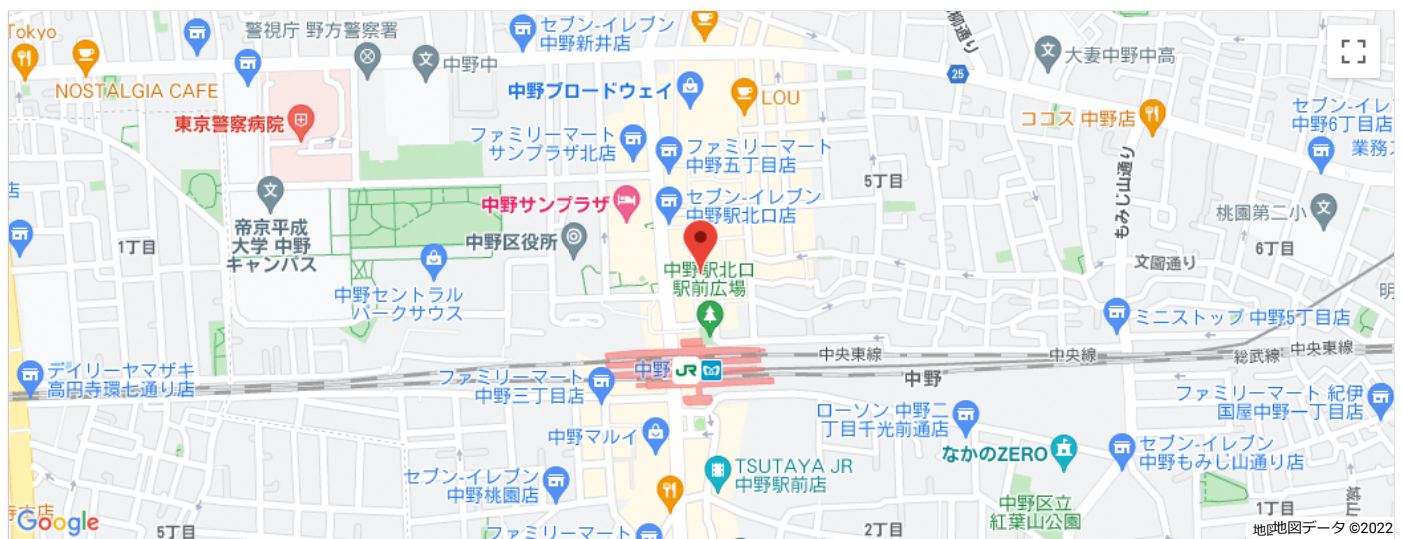 Tokyo
NOSTALGIA CAFE
警視庁 野方警察署
中野中
東京警察病院
セブン-イレブン
中野新井店
中野ブロードウェイ
LOU
25
大妻中野中高
ココス 中野店
セブン-イレ
中野6丁目店
業務ス
ファミリーマート
サンプラザ北店
ファミリーマート
中野五丁目店
5丁目
もみじ山通り
店
帝京平成
大学 中野
キャンパス
1丁目
中野サンプラザ
セブン-イレブン
中野駅北口店
中野区役所
桃園第二小
6丁目
文園通り
中野駅北口
駅前広場
中野セントラル
パークサウス
ミニストップ 中野5丁目店
明
デイリーヤマザキ
高円寺環七通り店
ファミリーマート
中野三丁目店
中野
JR
中央東線
中央線
総武線
中央東線
中野
ファミリーマート 紀伊
国屋中野一丁目店
ローソン 中野二
丁目千光前通店
中野マルイ
なかのZERO
セブン-イレブン
中野もみじ山通り店
セブン-イレブン
中野桃園店
TSUTAYA JR
中野駅前店
中野区立
紅葉山公園
Google
5丁目
ファミリーマート
2丁目
1丁目
地図データ ©2022